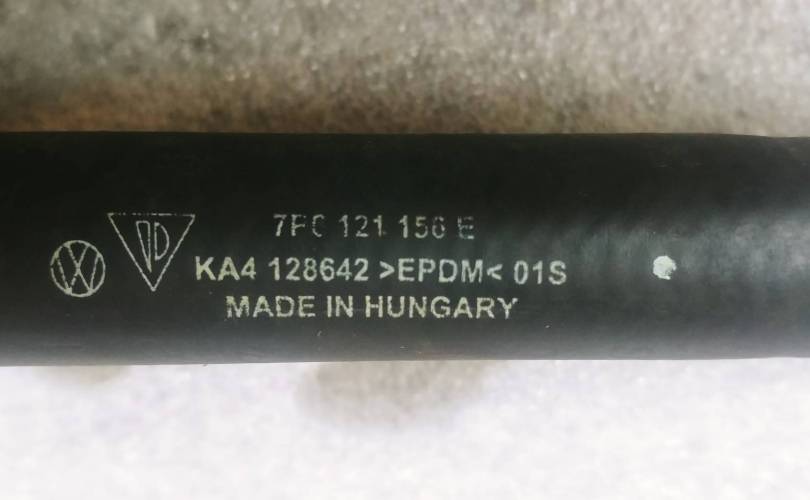 7P0 121 156 E
KA4 128642 >EPDM< 01S
MADE IN HUNGARY